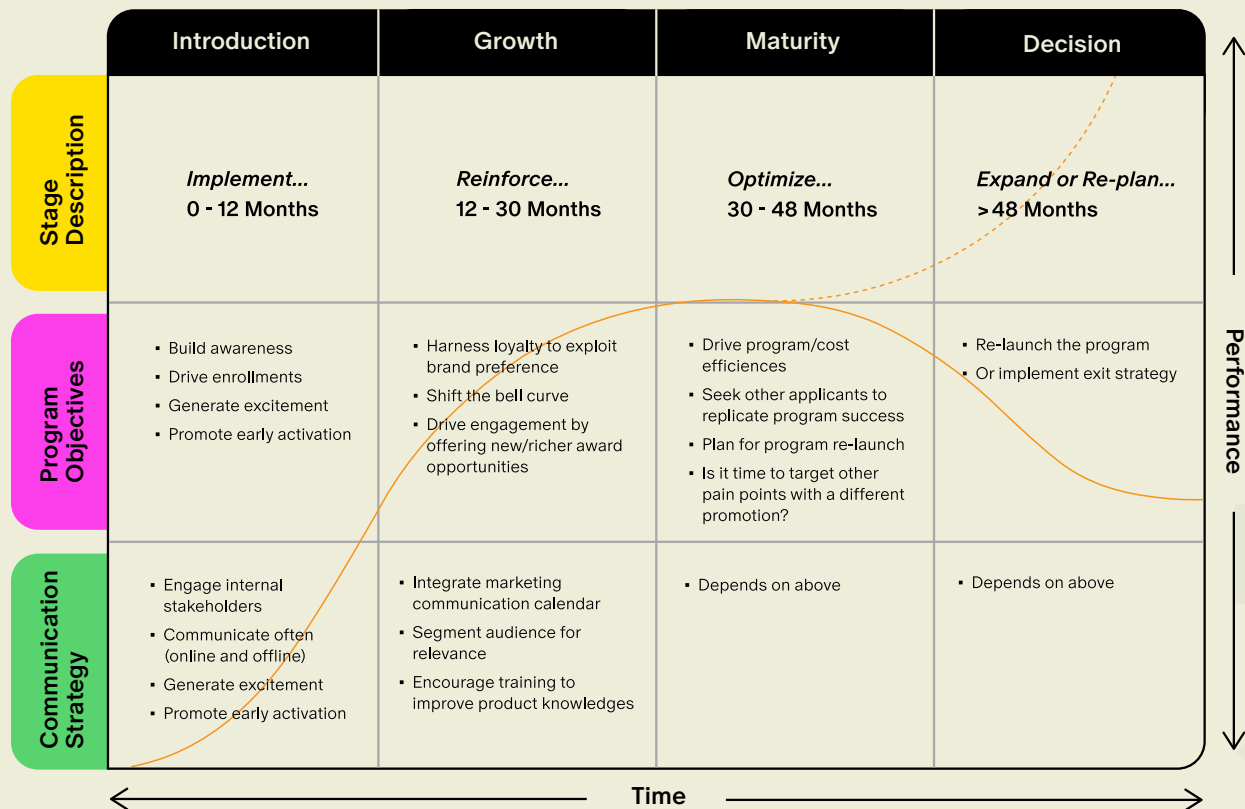 Introduction
Growth
Maturity
Decision
Stage
Description
Implement...
0 - 12 Months
Reinforce...
12 - 30 Months
Optimize...
30 - 48 Months
Expand or Re-plan...
> 48 Months
Program
Objectives
▪ Build awareness
▪ Drive enrollments
▪ Generate excitement
▪ Promote early activation
▪ Harness loyalty to exploit
brand preference
▪ Shift the bell curve
▪ Drive engagement by
offering new/richer award
opportunities
▪ Drive program/cost
efficiences
▪ Seek other applicants to
replicate program success
▪ Plan for program re-launch
▪ Is it time to target other
pain points with a different
promotion?
▪ Re-launch the program
▪ Or implement exit strategy
Communication
Strategy
▪ Engage internal
stakeholders
▪ Communicate often
(online and offline)
▪ Generate excitement
▪ Promote early activation
▪ Integrate marketing
communication calendar
▪ Segment audience for
relevance
▪ Encourage training to
improve product knowledges
▪ Depends on above
▪ Depends on above
Performance
Time